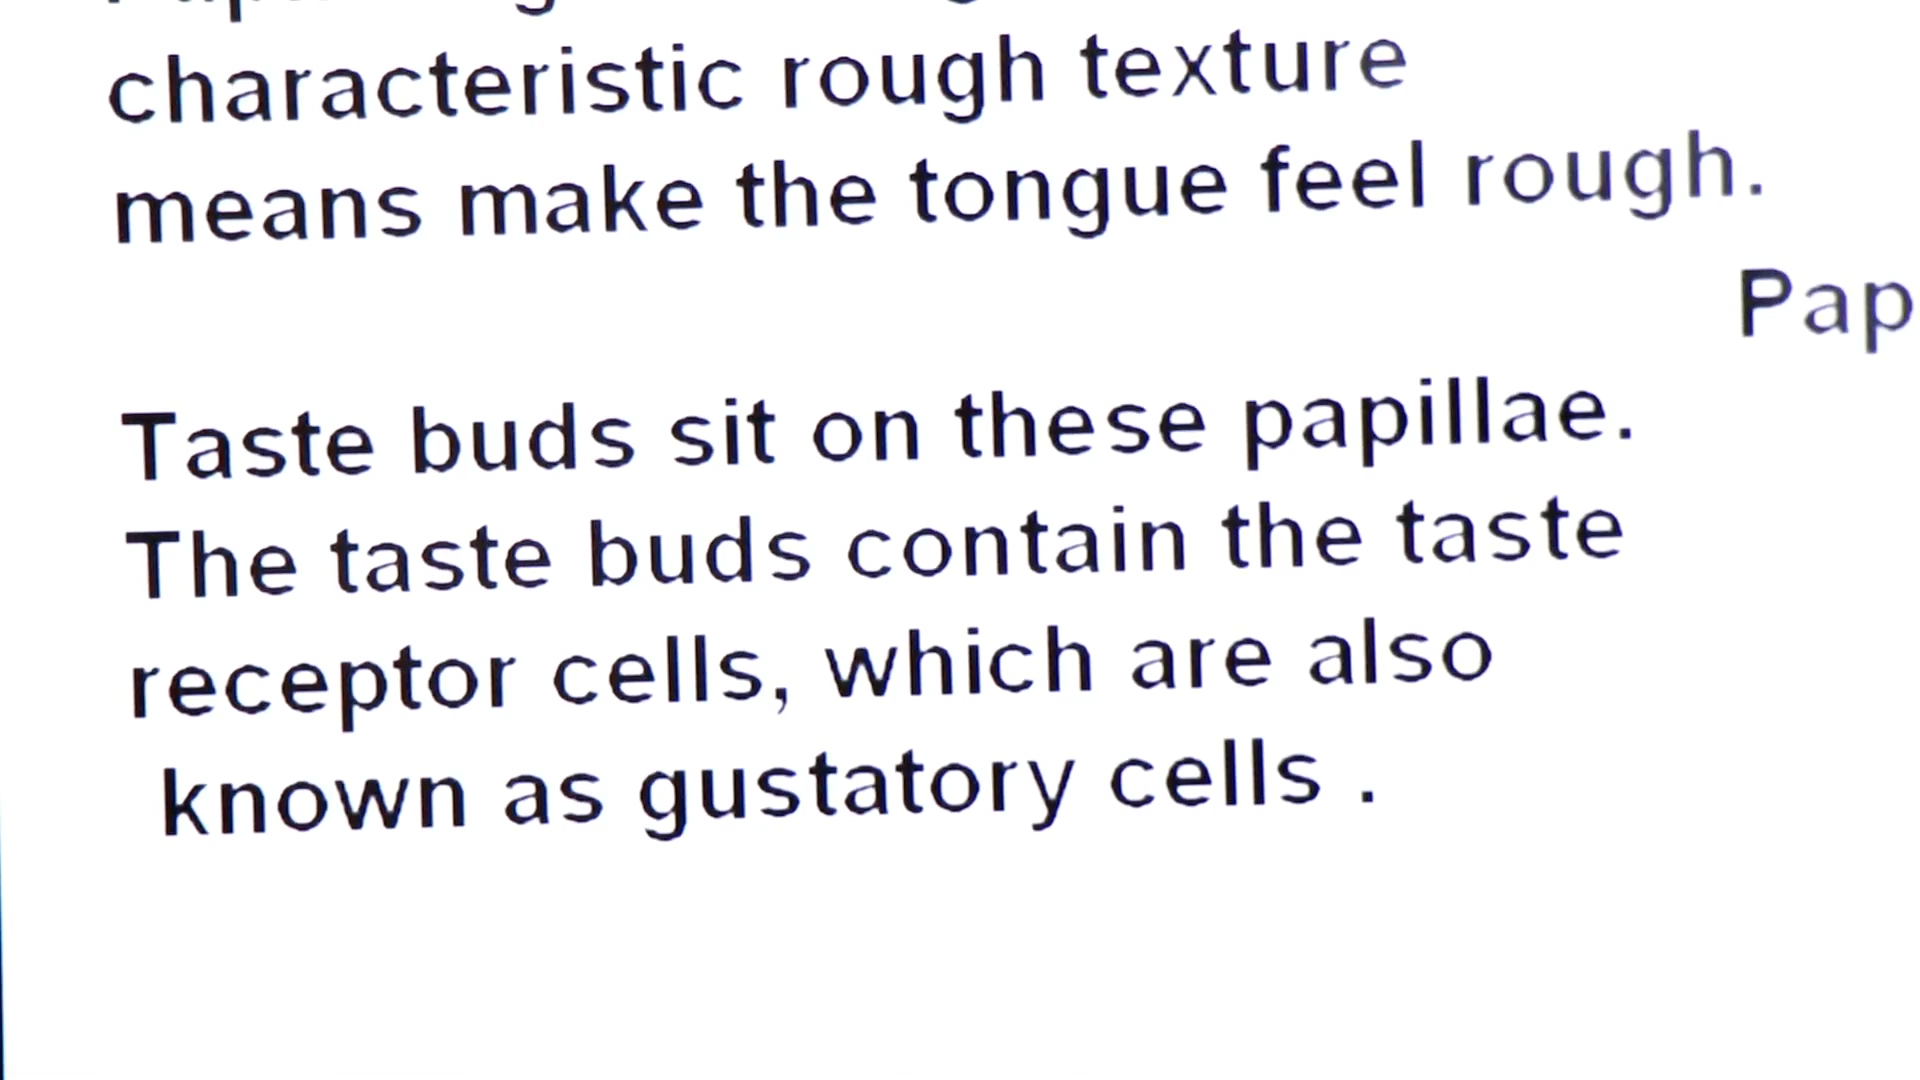 characteristic rough texture
means make the tongue feel rough.
Pap
Taste buds sit on these papillae.
The taste buds contain the taste
receptor cells, which are also
known as gustatory cells .